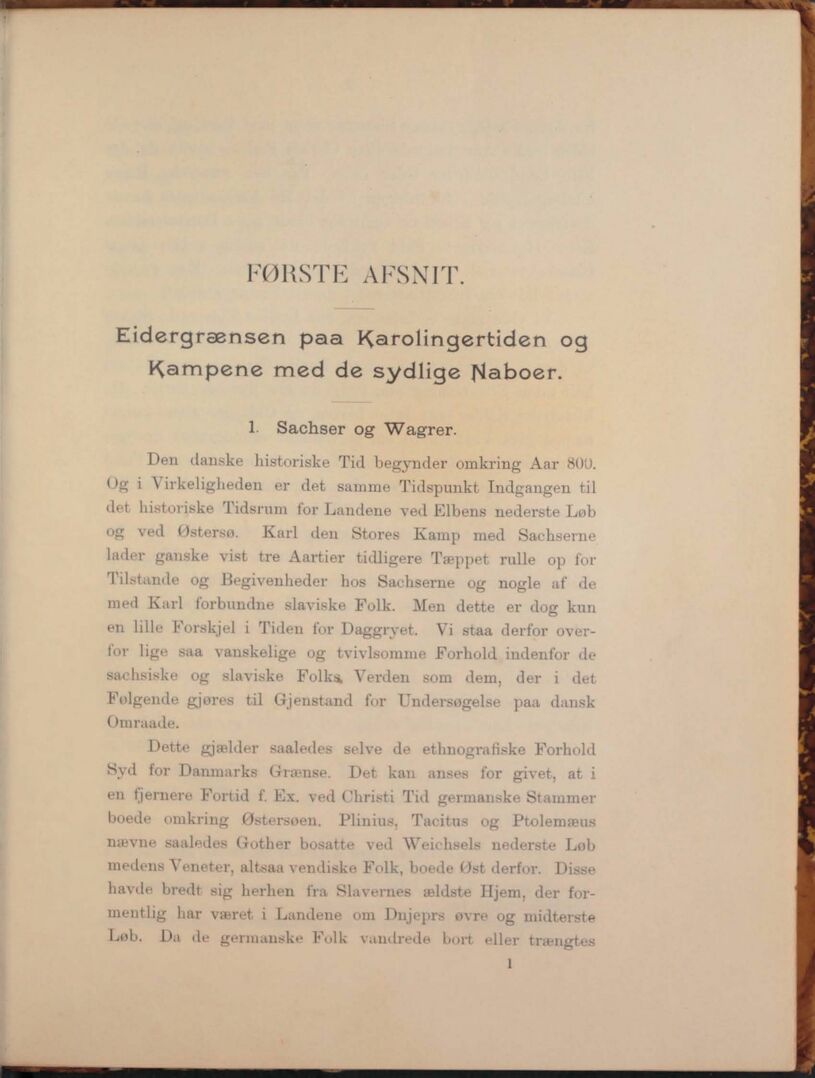 FØRSTE AFSNIT.
Eidergrænsen paa Karolingertiden og
Kampene med de sydlige Naboer.
1. Sachser og Wagrer.
Den danske historiske Tid begynder omkring Aar 800.
Og i Virkeligheden er det samme Tidspunkt Indgangen til
det historiske Tidsrum for Landene ved Elbens nederste Løb
og ved Østersø. Karl den Stores Kamp med Sachserne
lader ganske vist tre Aartier tidligere Tæppet rulle op for
Tilstande og Begivenheder hos Sachserne og nogle af de
med Karl forbundne slaviske Folk. Men dette er dog kun
en lille Forskjel i Tiden for Daggryet. Vi staa derfor over-
for lige saa vanskelige og tvivlsomme Forhold indenfor de
sachsiske og slaviske Folks, Verden som dem, der i det
Følgende gjøres til Gjenstand for Undersøgelse paa dansk
Omraade.
Dette gjælder saaledes selve de ethnografiske Forhold
Syd for Danmarks Grænse. Det kan anses for givet, at i
en fjernere Fortid f. Ex. ved Christi Tid germanske Stammer
boede omkring Østersøen. Plinius, Tacitus og Ptolemæus
nævne saaledes Gother bosatte ved Weichsels nederste Løb
medens Veneter, altsaa vendiske Folk, boede Øst derfor. Disse
havde bredt sig herhen fra Slavernes ældste Hjem, der for-
mentlig har været i Landene om Dnjeprs øvre og midterste
Løb. Da de germanske Folk vandrede bort eller trængtes
1